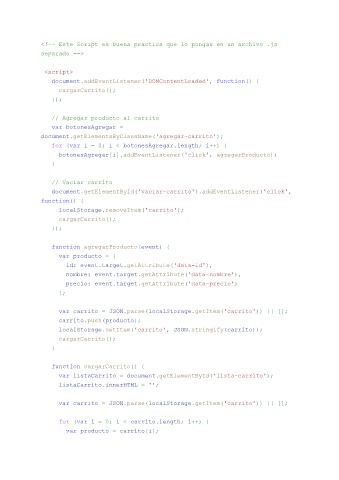 <!-- Este Script es buena practica que lo pongas en un archivo .js
separado -->
<script>
document.addEventListener('DOMContentLoaded', function() {
cargarCarrito();
});
// Agregar producto al carrito
var botonesAgregar =
document.getElementsByClassName('agregar-carrito');
for (var i = 0; i < botonesAgregar.length; i++) {
botonesAgregar[i].addEventListener('click', agregarProducto);
}
// Vaciar carrito
document.getElementById('vaciar-carrito').addEventListener('click',
function() {
localStorage.removeItem('carrito');
cargarCarrito();
});
function agregarProducto(event) {
var producto = {
id: event.target.getAttribute('data-id'),
nombre: event.target.getAttribute('data-nombre'),
precio: event.target.getAttribute('data-precio')
};
var carrito = JSON.parse(localStorage.getItem('carrito')) || [];
carrito.push(producto);
localStorage.setItem('carrito', JSON.stringify(carrito));
cargarCarrito();
}
function cargarCarrito() {
var listaCarrito = document.getElementById('lista-carrito');
listaCarrito.innerHTML = '';
var carrito = JSON.parse(localStorage.getItem('carrito')) || [];
for (var i = 0; i < carrito.length; i++) {
var producto = carrito[i];